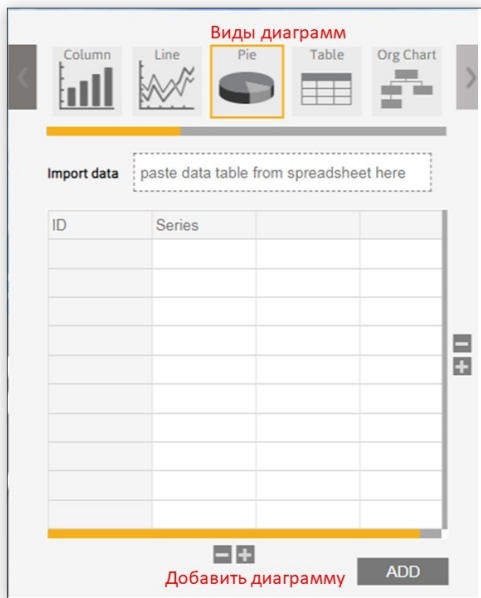 Виды диаграмм
Column Line Pie Table Org Chart
Import data paste data table from spreadsheet here
ID Series
Добавить диаграмму ADD